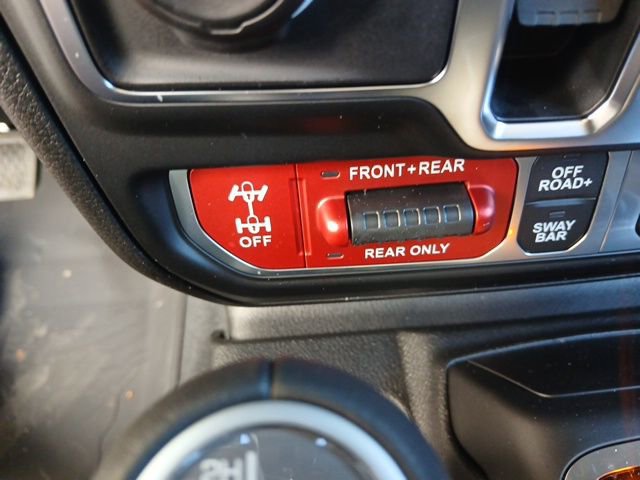 FRONT+REAR
OFF
REAR ONLY
OFF
ROAD+
SWAY
BAR